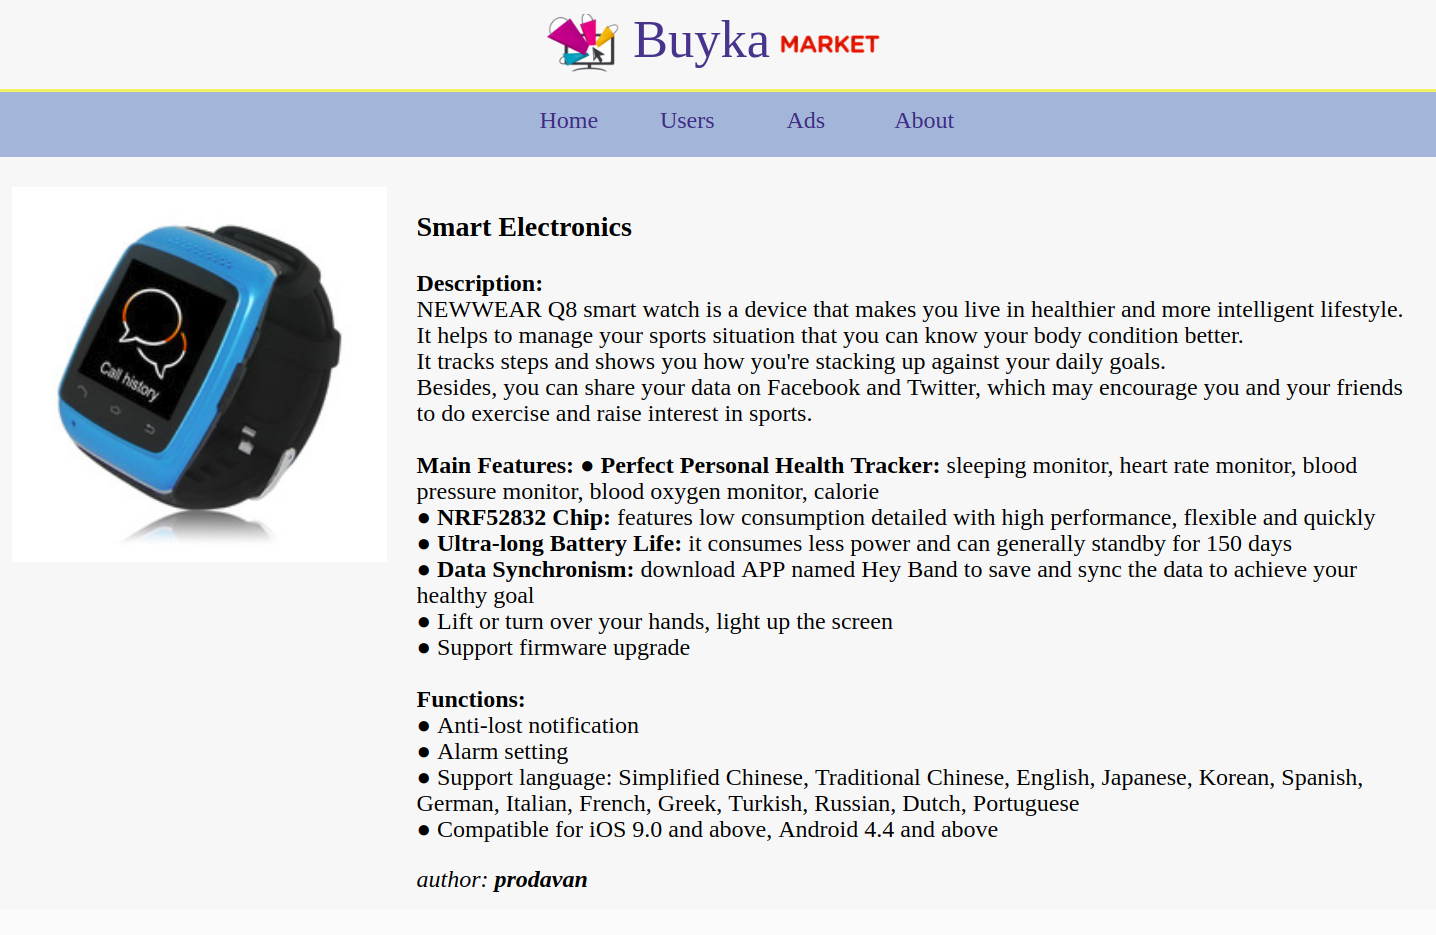 Buyka MARKET
Home Users Ads About
Call history
Smart Electronics
Description:
NEWWEAR Q8 smart watch is a device that makes you live in healthier and more intelligent lifestyle.
It helps to manage your sports situation that you can know your body condition better.
It tracks steps and shows you how you're stacking up against your daily goals.
Besides, you can share your data on Facebook and Twitter, which may encourage you and your friends
to do exercise and raise interest in sports.
Main Features: ● Perfect Personal Health Tracker: sleeping monitor, heart rate monitor, blood
pressure monitor, blood oxygen monitor, calorie
● NRF52832 Chip: features low consumption detailed with high performance, flexible and quickly
● Ultra-long Battery Life: it consumes less power and can generally standby for 150 days
● Data Synchronism: download APP named Hey Band to save and sync the data to achieve your
healthy goal
● Lift or turn over your hands, light up the screen
● Support firmware upgrade
Functions:
● Anti-lost notification
● Alarm setting
● Support language: Simplified Chinese, Traditional Chinese, English, Japanese, Korean, Spanish,
German, Italian, French, Greek, Turkish, Russian, Dutch, Portuguese
● Compatible for iOS 9.0 and above, Android 4.4 and above
author: prodavan